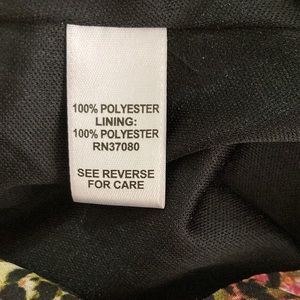 100% POLYESTER
LINING:
100% POLYESTER
RN37080
SEE REVERSE
FOR CARE